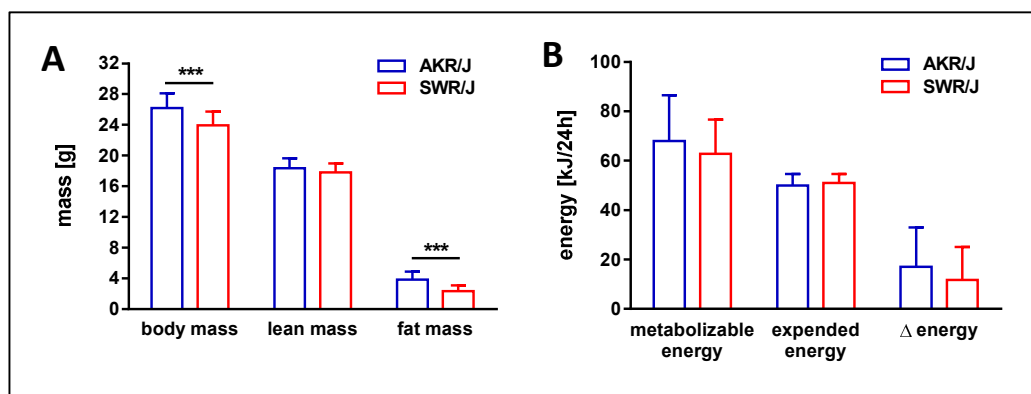 A
AKR/J
SWR/J
mass [g]
32
28
24
20
16
12
8
4
0
***
***
body mass
lean mass
fat mass
B
AKR/J
SWR/J
energy [kJ/24h]
100
80
60
40
20
0
metabolizable
energy
expended
energy
Δ energy